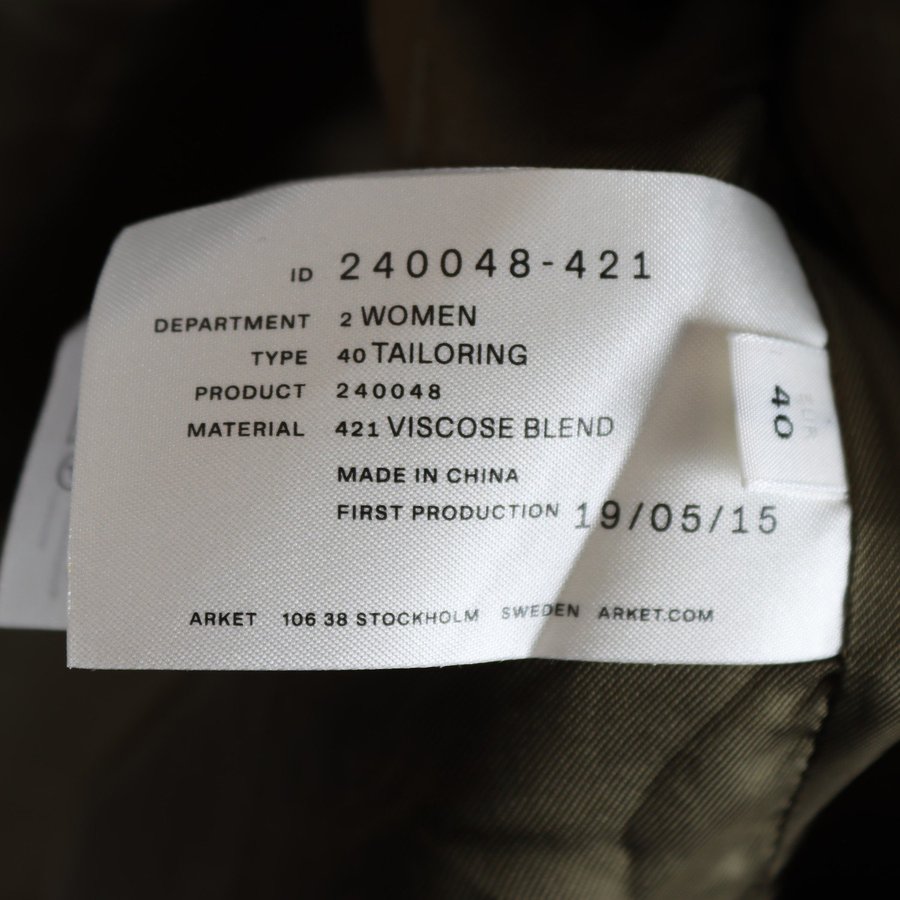 ID 240048-421
DEPARTMENT 2 WOMEN
TYPE 40 TAILORING
PRODUCT 240048
MATERIAL 421 VISCOSE BLEND
MADE IN CHINA
FIRST PRODUCTION 19/05/15
ARKET 106 38 STOCKHOLM SWEDEN ARKET.COM
EUR
40